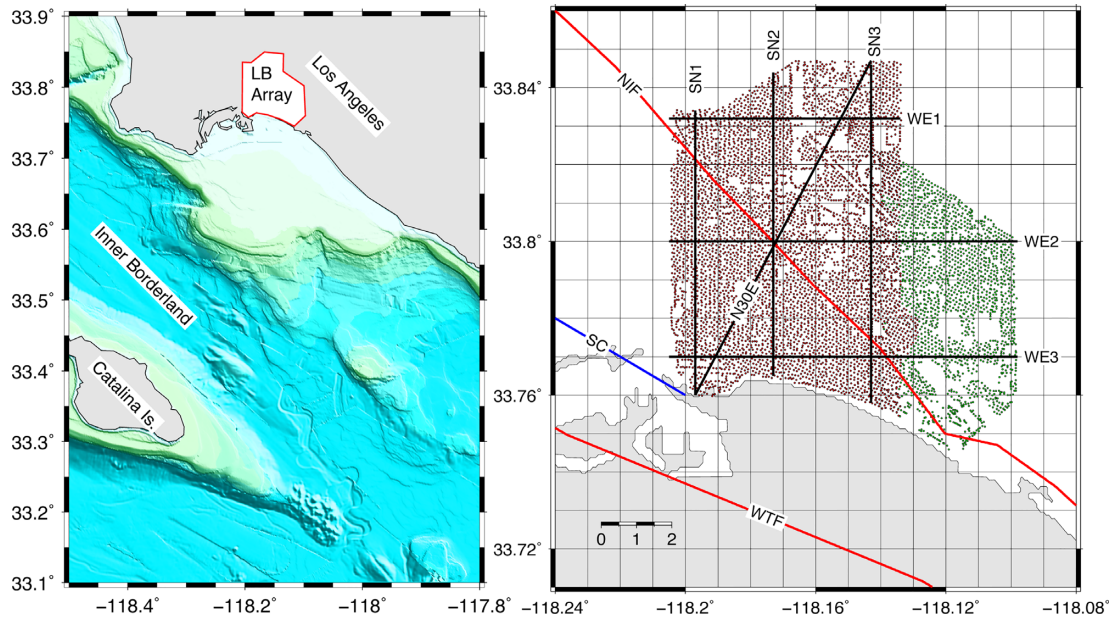 33.9°
33.8°
33.7°
33.6°
33.5°
33.4°
33.3°
33.2°
33.1°
−118.4°
−118.2°
−118°
−117.8°
LB
Array
Los Angeles
Inner Borderland
Catalina Is.
33.84°
33.8°
33.76°
33.72°
−118.24°
−118.2°
−118.16°
−118.12°
−118.08°
NIF
SN1
SN2
SN3
WE1
WE2
N30E
WE3
SC
WTF
0 1 2